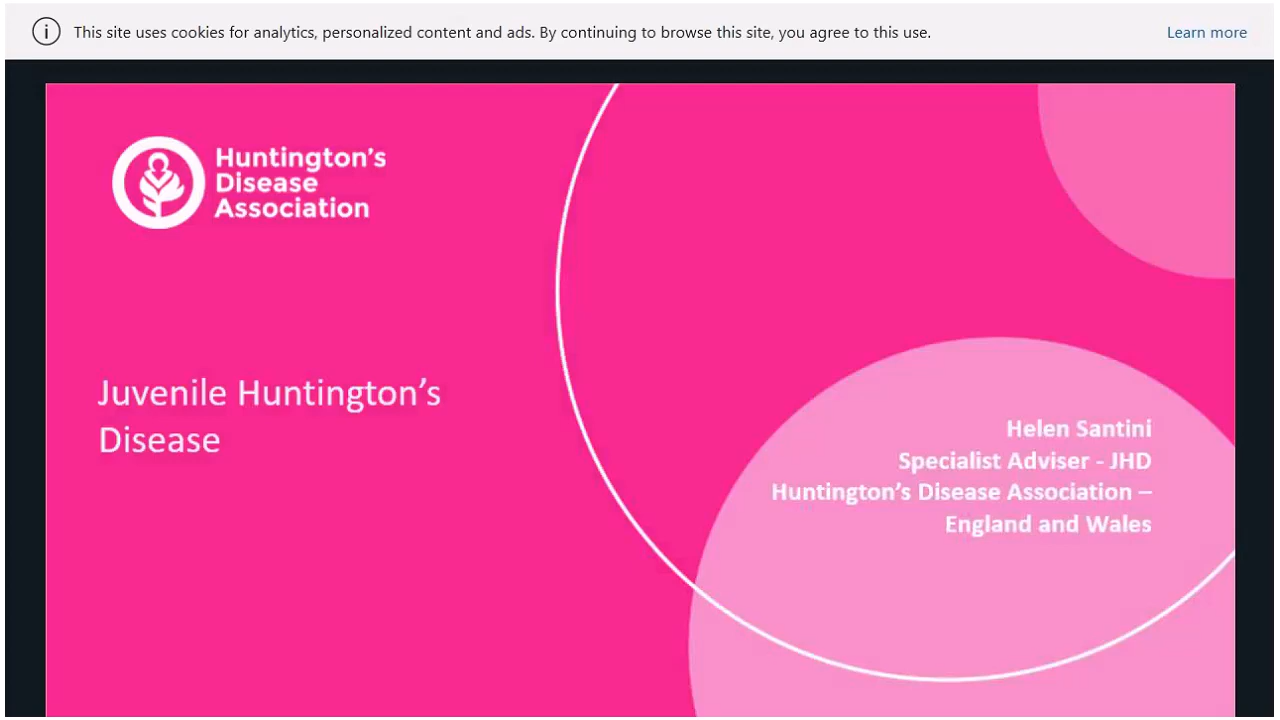 This site uses cookies for analytics, personalized content and ads. By continuing to browse this site, you agree to this use.
Learn more
Huntington's
Disease
Association
Juvenile Huntington's
Disease
Helen Santini
Specialist Adviser - JHD
Huntington's Disease Association –
England and Wales